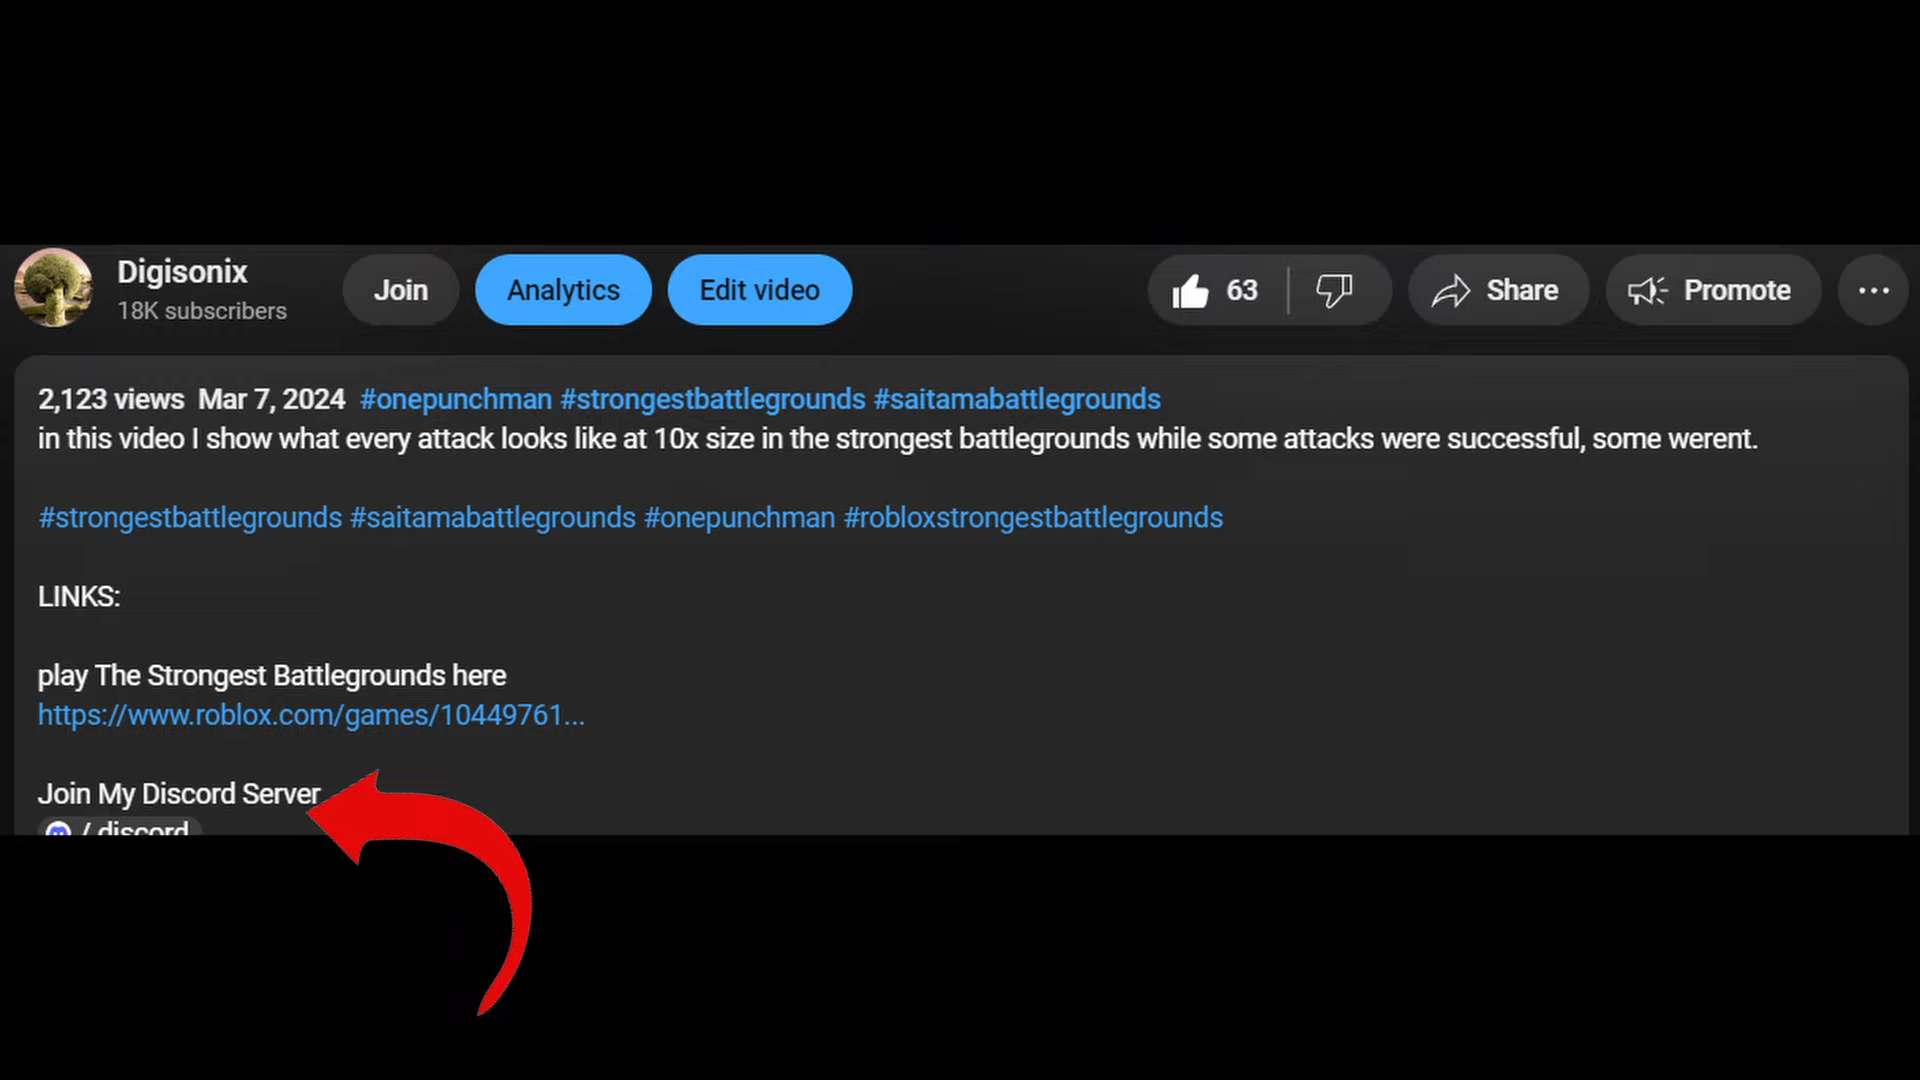 Digisonix
18K subscribers
Join
Analytics
Edit video
63
Share
Promote
2,123 views Mar 7, 2024 #onepunchman #strongestbattlegrounds #saitamabattlegrounds
in this video I show what every attack looks like at 10x size in the strongest battlegrounds while some attacks were successful, some werent.
#strongestbattlegrounds #saitamabattlegrounds #onepunchman #robloxstrongestbattlegrounds
LINKS:
play The Strongest Battlegrounds here
https://www.roblox.com/games/10449761...
Join My Discord Server
/ discord